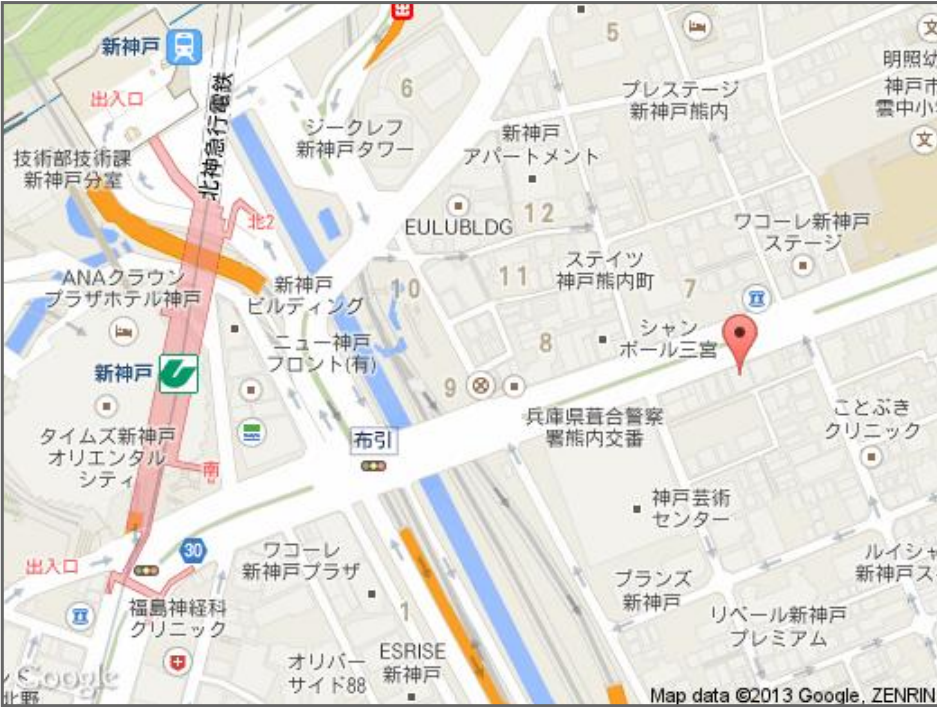 出
5
新神戸
明照幼
プレステージ
新神戸熊内
神戸市
雲中小
6
出入口
北神急行電鉄
文
文
ジークレフ
新神戸タワー
新神戸
アパートメント
技術部技術課
新神戸分室
北2
EULUBLDG
12
ワコーレ新神戸
ステージ
ANAクラウン
プラザホテル神戸
新神戸
ビルディング
10
11
ステイツ
神戸熊内町
7
ニュー神戸
フロント(有)
8
シャン
ポール三宮
新神戸
9
兵庫県葺合警察
署熊内交番
ことぶき
クリニック
タイムズ新神戸
オリエンタル
シティ
布引
南
神戸芸術
センター
30
ワコーレ
新神戸プラザ
出入口
ブランズ
新神戸
ルイシャ
新神戸ス
福島神経科
クリニック
1
リベール新神戸
プレミアム
オリバー
サイド88
ESRISE
新神戸
Google
北野
Map data ©2013 Google, ZENRIN